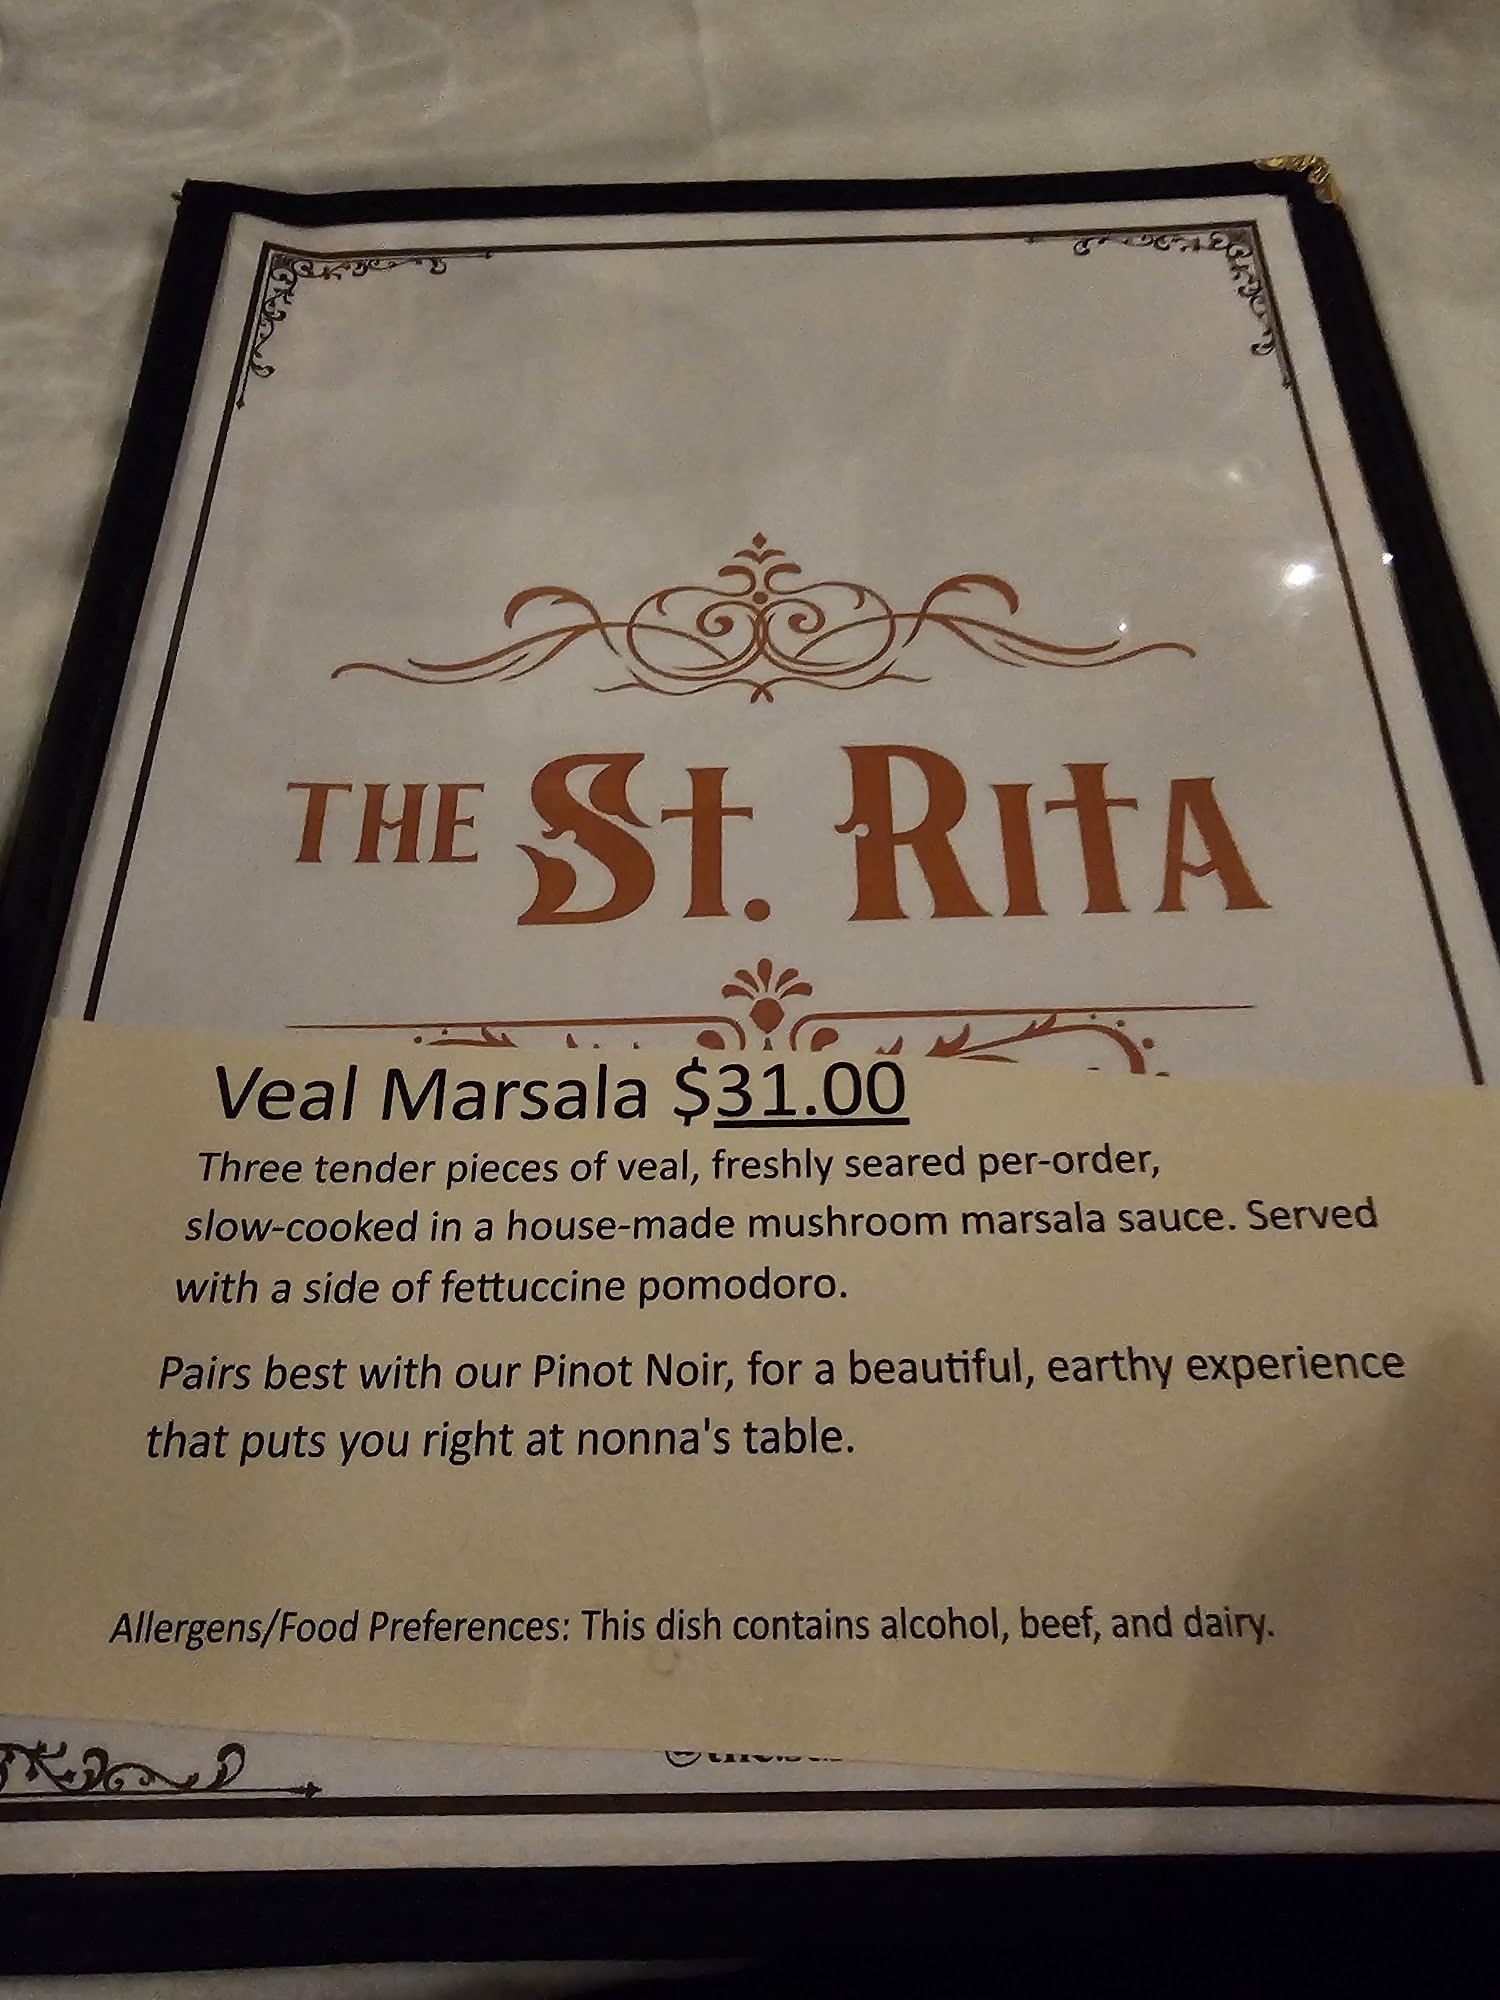 THE St. RITA
Veal Marsala $31.00
Three tender pieces of veal, freshly seared per-order,
slow-cooked in a house-made mushroom marsala sauce. Served
with a side of fettuccine pomodoro.
Pairs best with our Pinot Noir, for a beautiful, earthy experience
that puts you right at nonna's table.
Allergens/Food Preferences: This dish contains alcohol, beef, and dairy.